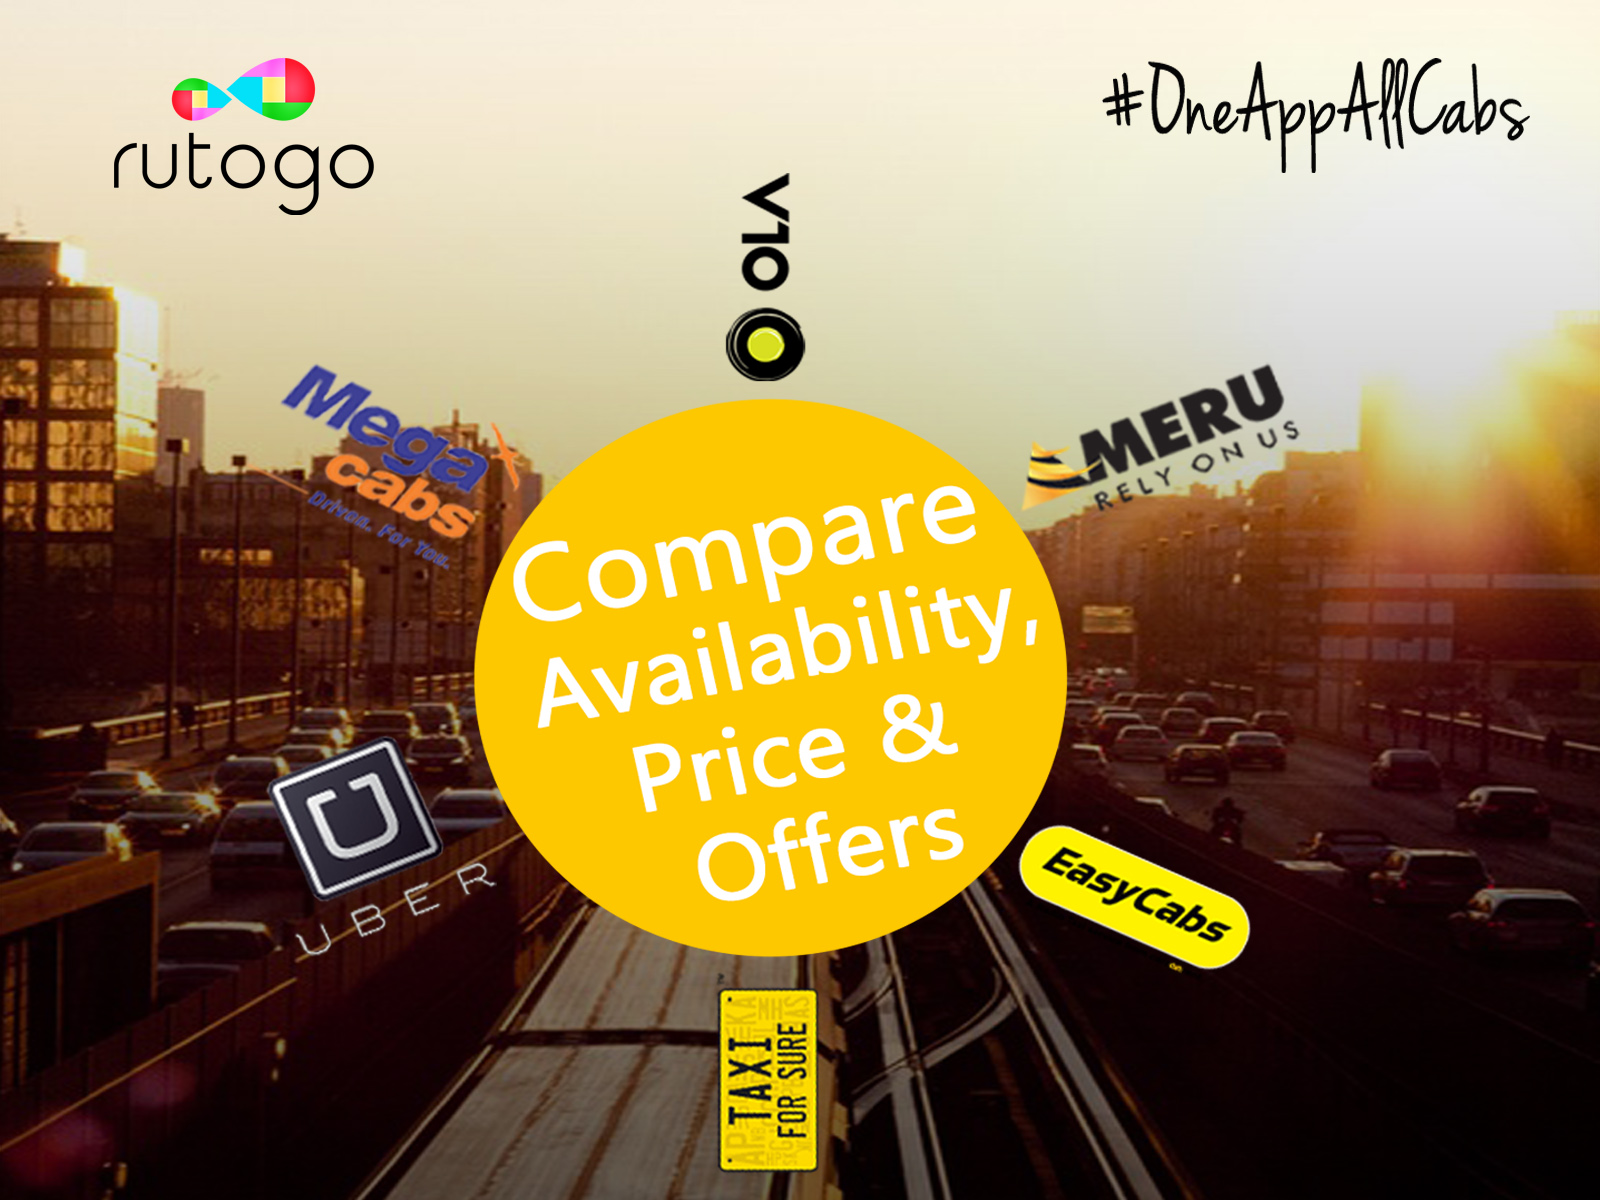 rutogo
#OneAppAllCabs
OLA
Mega
cabs
Driven. For You.
MERU
RELY ON US
Compare
Availability,
Price &
Offers
UBER
EasyCabs
TAXI
FOR SURE